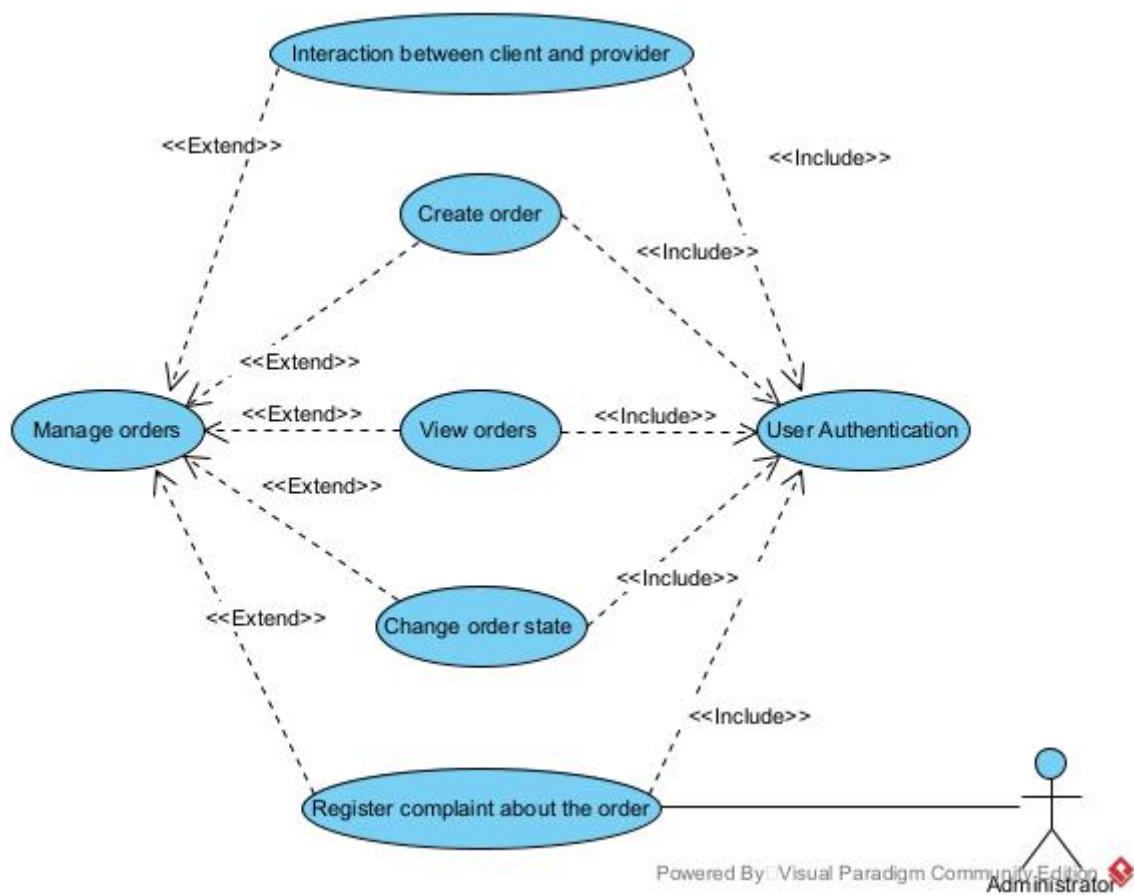 Interaction between client and provider
<<Extend>>
<<Include>>
Create order
<<Include>>
<<Extend>>
Manage orders
<<Extend>>
View orders
<<Include>>
User Authentication
<<Extend>>
<<Include>>
<<Extend>>
Change order state
<<Include>>
Register complaint about the order
Powered By Visual Paradigm Community Edition
Administrator